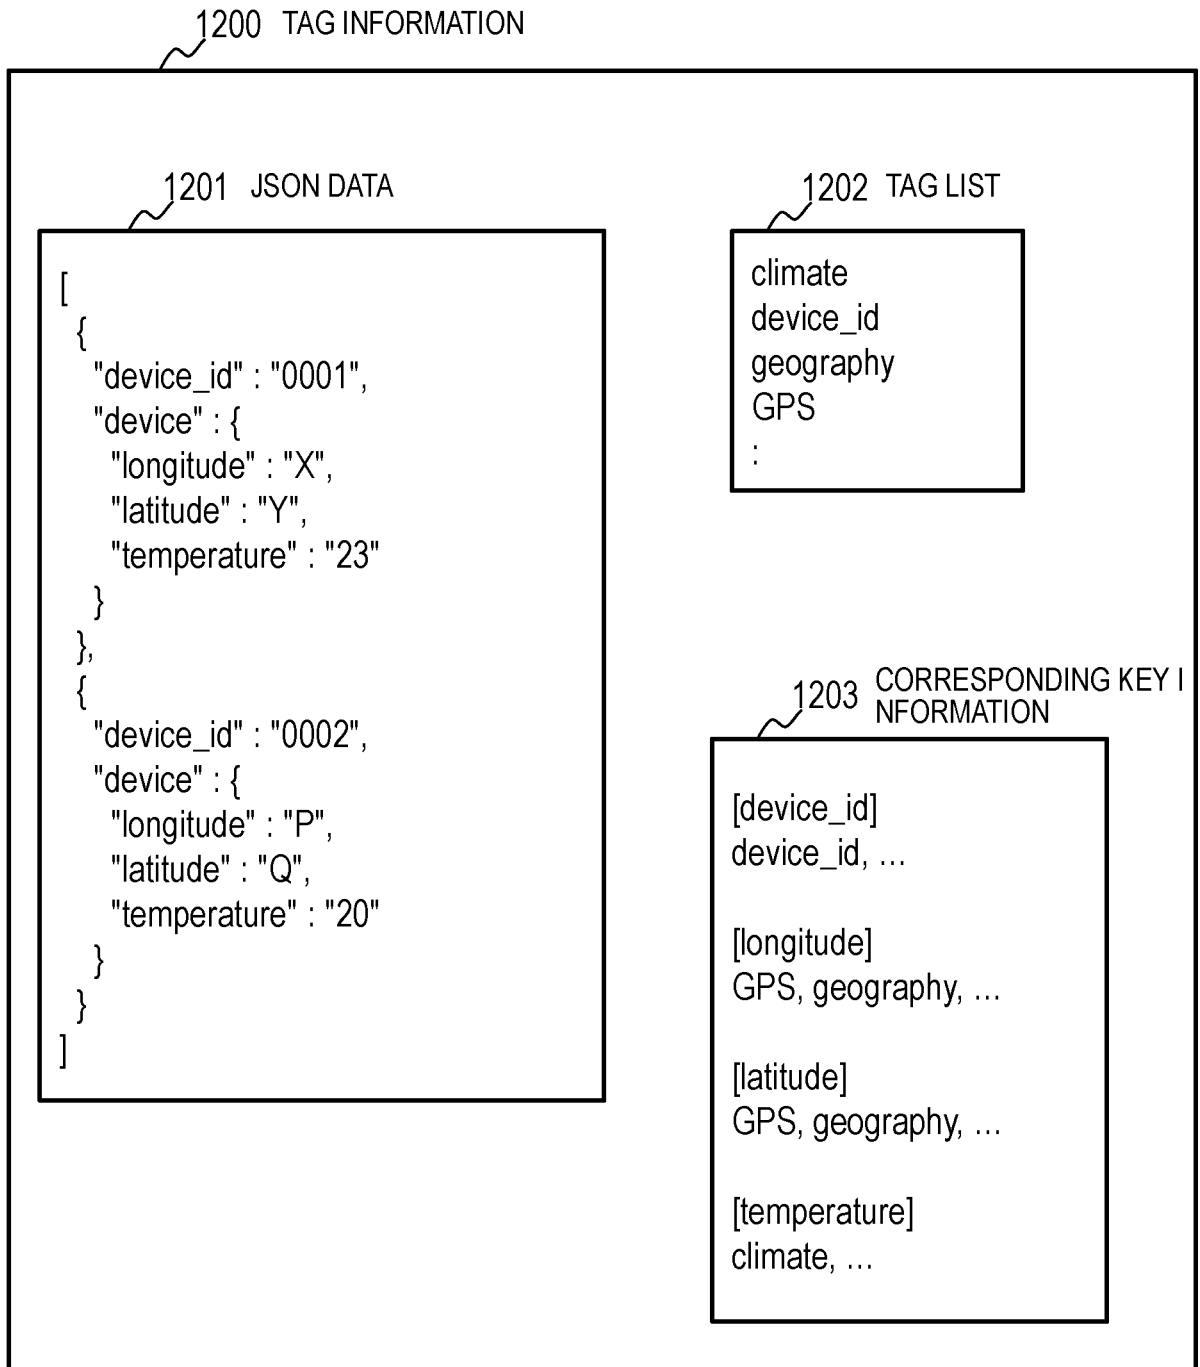 1200 TAG INFORMATION
1201 JSON DATA
[
{
"device_id" : "0001",
"device" : {
"longitude" : "X",
"latitude" : "Y",
"temperature" : "23"
}
},
{
"device_id" : "0002",
"device" : {
"longitude" : "P",
"latitude" : "Q",
"temperature" : "20"
}
}
]
1202 TAG LIST
climate
device_id
geography
GPS
:
1203 CORRESPONDING KEY I
NFORMATION
[device_id]
device_id, ...
[longitude]
GPS, geography, ...
[latitude]
GPS, geography, ...
[temperature]
climate, ...